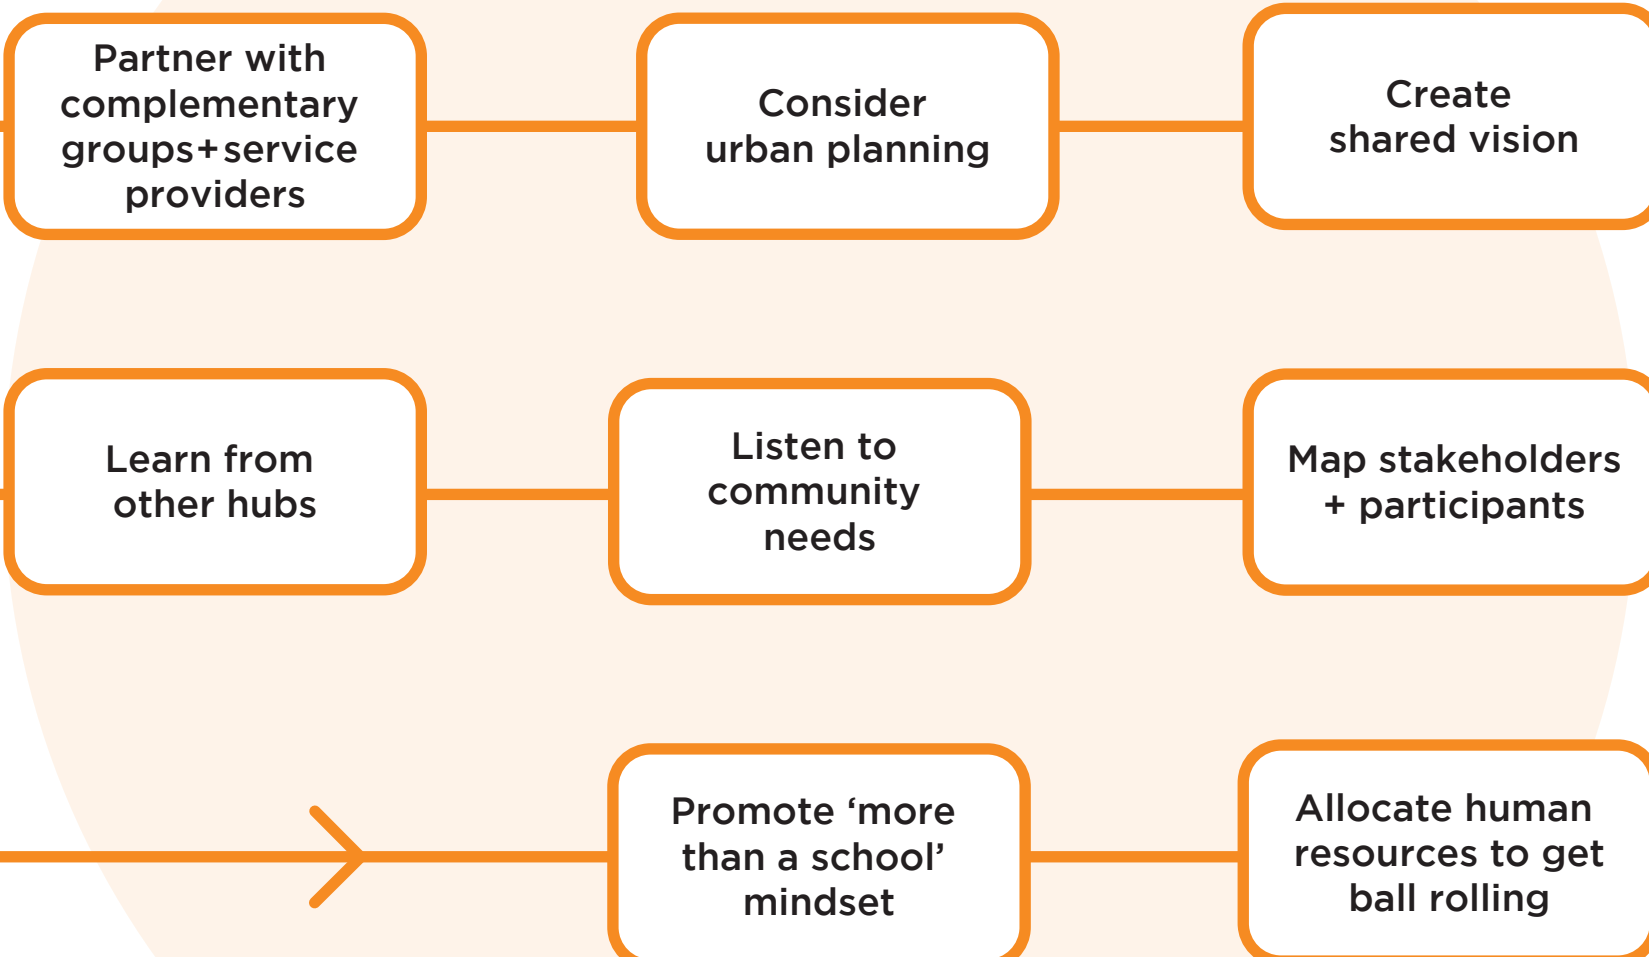 Partner with
complementary
groups+service
providers
Consider
urban planning
Create
shared vision
Learn from
other hubs
Listen to
community
needs
Map stakeholders
+ participants
Promote ‘more
than a school’
mindset
Allocate human
resources to get
ball rolling